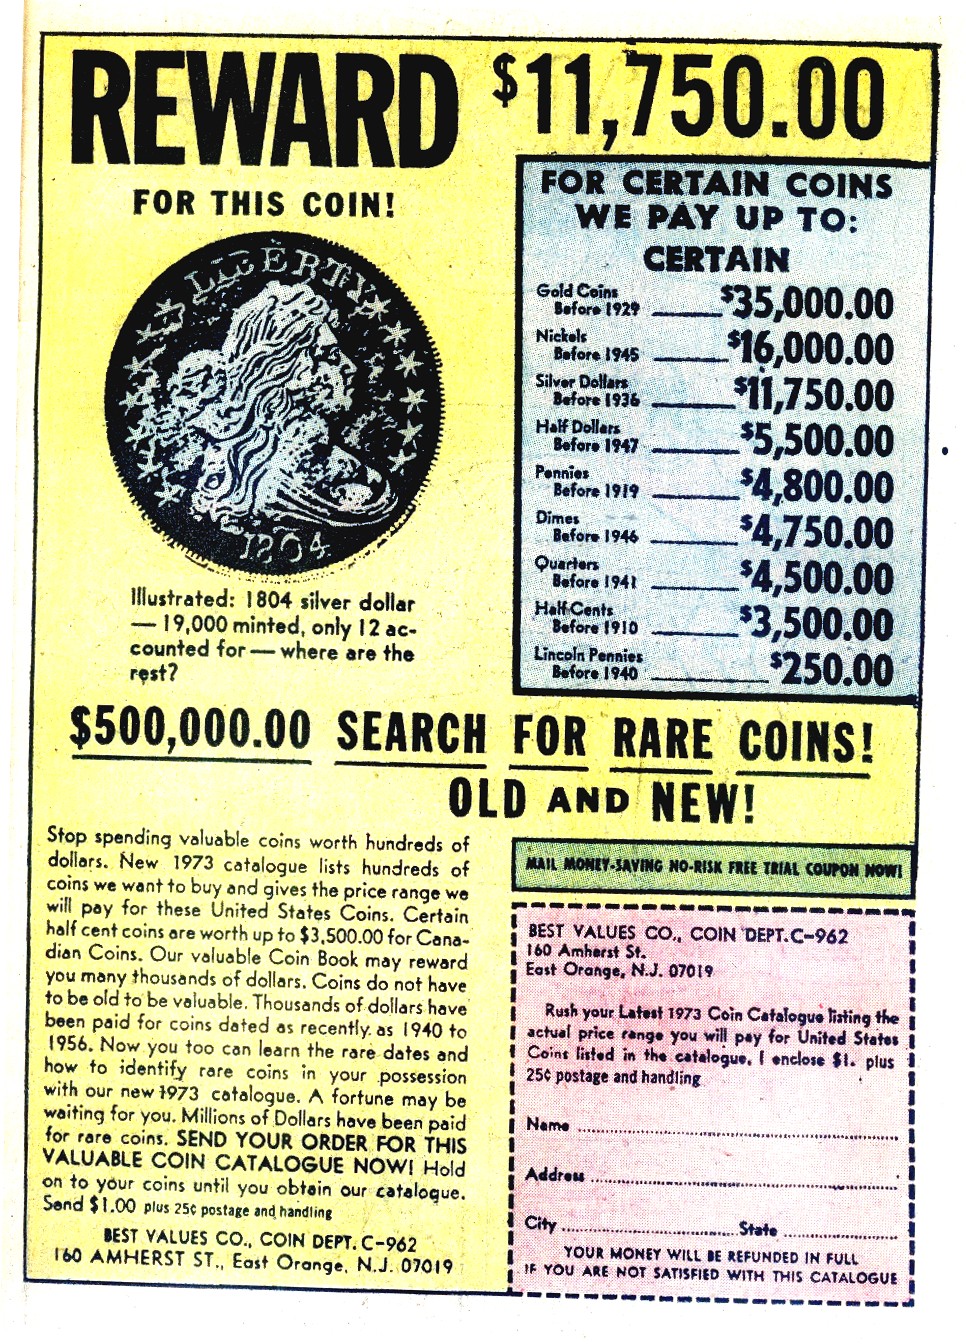 REWARD $11,750.00
FOR THIS COIN!
LIBERTY
1804
Illustrated: 1804 silver dollar
— 19,000 minted, only 12 ac-
counted for — where are the
rest?
FOR CERTAIN COINS
WE PAY UP TO:
CERTAIN
Gold Coins
Before 1929 $35,000.00
Nickels
Before 1945 $16,000.00
Silver Dollars
Before 1936 $11,750.00
Half Dollars
Before 1947 $5,500.00
Pennies
Before 1919 $4,800.00
Dimes
Before 1946 $4,750.00
Quarters
Before 1941 $4,500.00
Half Cents
Before 1910 $3,500.00
Lincoln Pennies
Before 1940 $250.00
$500,000.00 SEARCH FOR RARE COINS!
OLD AND NEW!
Stop spending valuable coins worth hundreds of
dollars. New 1973 catalogue lists hundreds of
coins we want to buy and gives the price range we
will pay for these United States Coins. Certain
half cent coins are worth up to $3,500.00 for Cana-
dian Coins. Our valuable Coin Book may reward
you many thousands of dollars. Coins do not have
to be old to be valuable. Thousands of dollars have
been paid for coins dated as recently as 1940 to
1956. Now you too can learn the rare dates and
how to identify rare coins in your possession
with our new 1973 catalogue. A fortune may be
waiting for you. Millions of Dollars have been paid
for rare coins. SEND YOUR ORDER FOR THIS
VALUABLE COIN CATALOGUE NOW! Hold
on to your coins until you obtain our catalogue.
Send $1.00 plus 25¢ postage and handling
BEST VALUES CO., COIN DEPT. C-962
160 AMHERST ST., East Orange, N.J. 07019
MAIL MONEY-SAVING NO-RISK FREE TRIAL COUPON NOW!
BEST VALUES CO., COIN DEPT. C-962
160 Amherst St.
East Orange, N.J. 07019
Rush your Latest 1973 Coin Catalogue listing the
actual price range you will pay for United States
Coins listed in the catalogue. I enclose $1. plus
25¢ postage and handling
Name
Address
City State
YOUR MONEY WILL BE REFUNDED IN FULL
IF YOU ARE NOT SATISFIED WITH THIS CATALOGUE